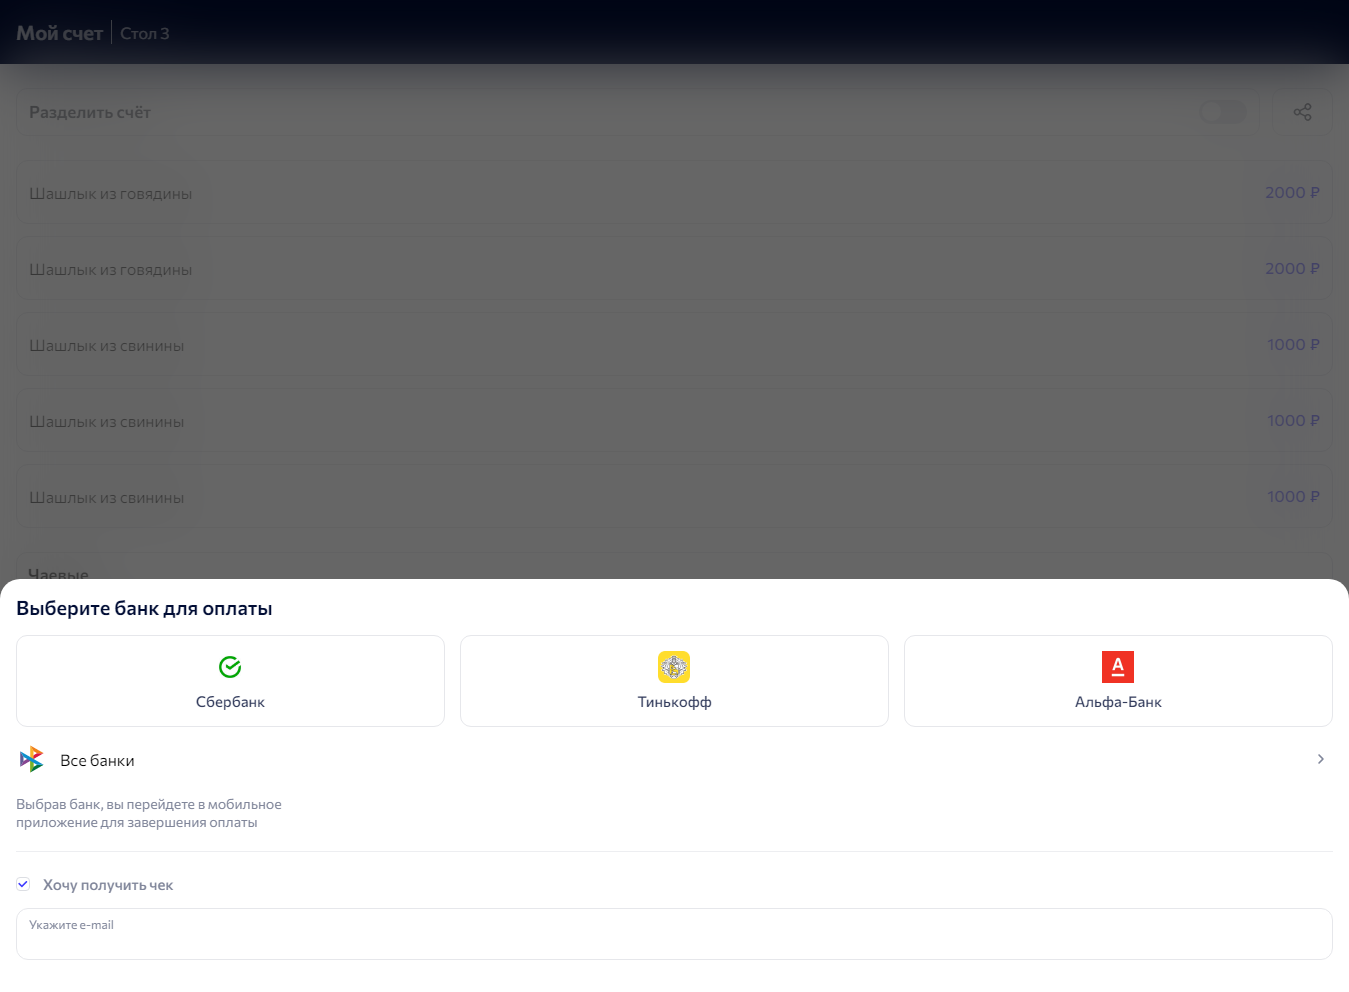 Мой счет
Стол 3
Разделить счёт
Шашлык из говядины 2000 ₽
Шашлык из говядины 2000 ₽
Шашлык из свинины 1000 ₽
Шашлык из свинины 1000 ₽
Шашлык из свинины 1000 ₽
Чаевые
Выберите банк для оплаты
Сбербанк
Тинькофф
А
Альфа-Банк
Все банки
Выбрав банк, вы перейдете в мобильное
приложение для завершения оплаты
Хочу получить чек
Укажите e-mail